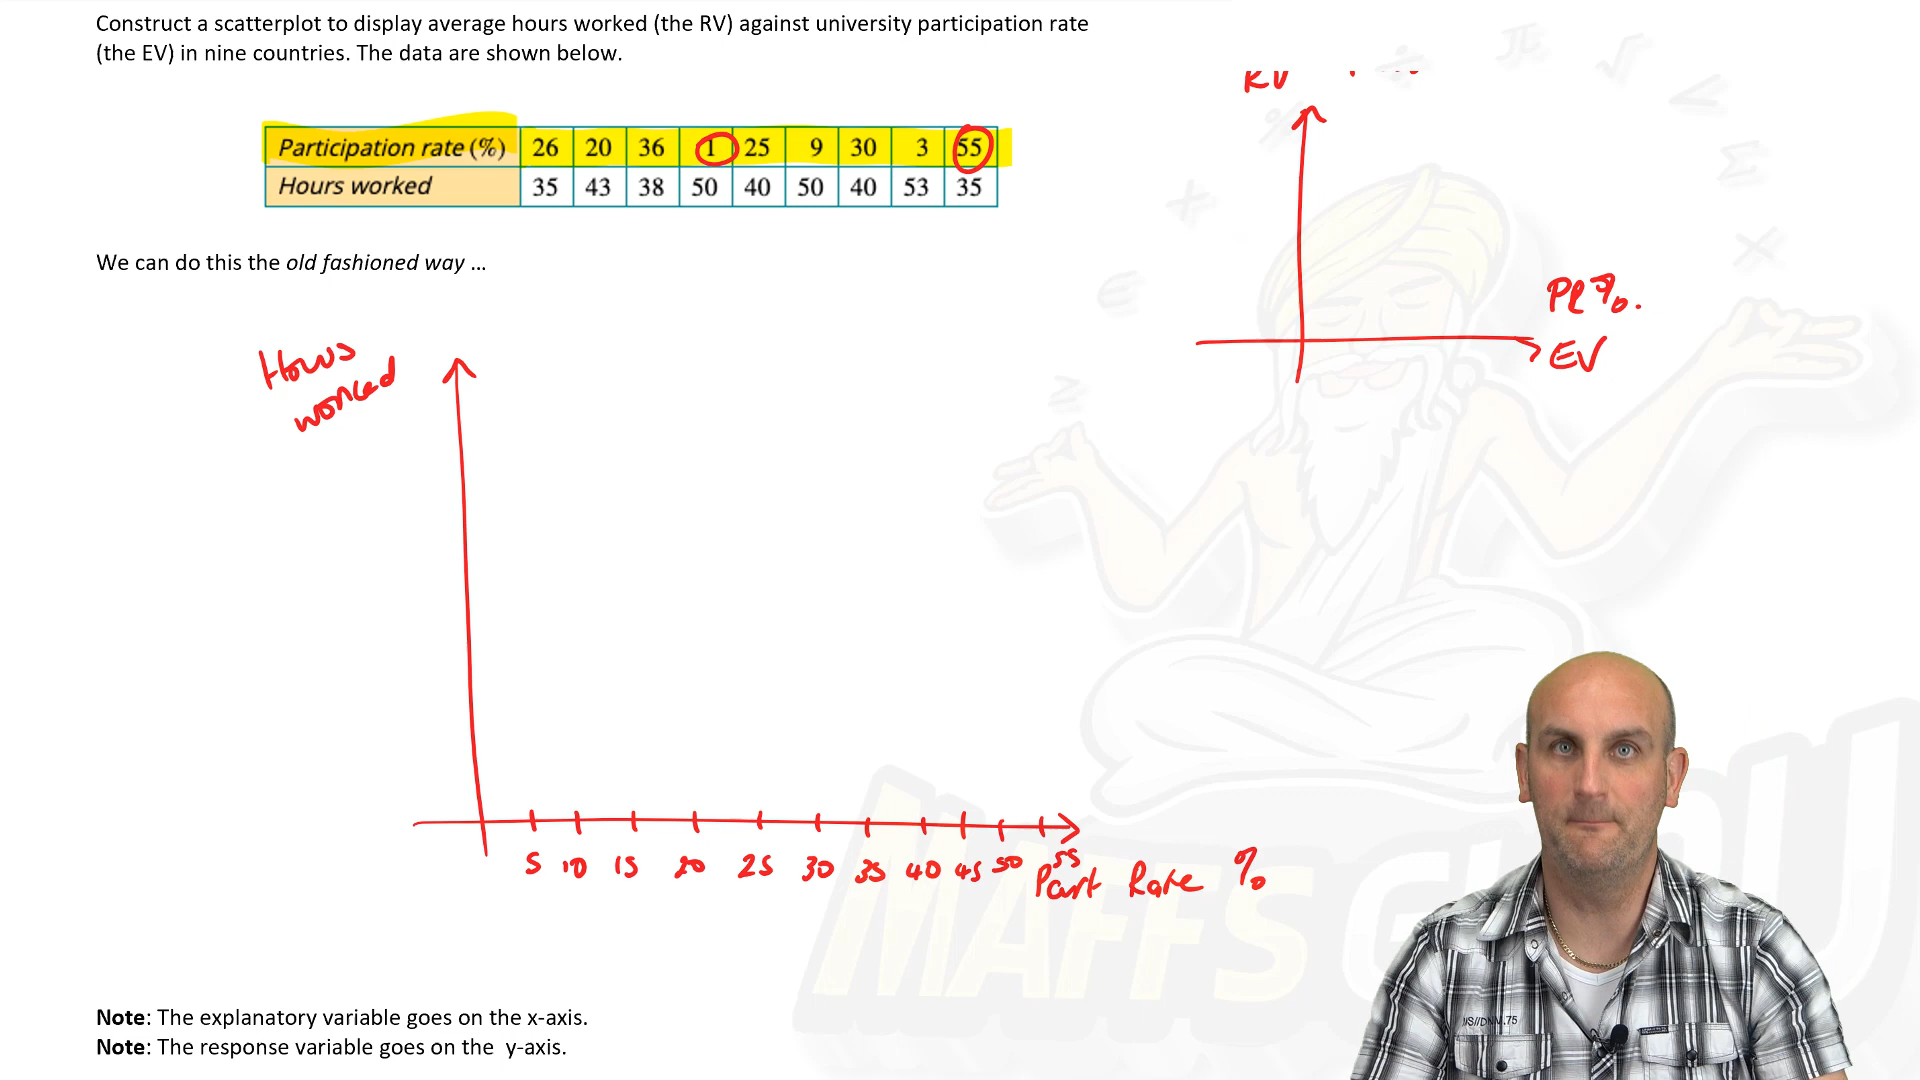 Construct a scatterplot to display average hours worked (the RV) against university participation rate
(the EV) in nine countries. The data are shown below.
RV
Participation rate (%) 26 20 36 1 25 9 30 3 55
Hours worked 35 43 38 50 40 50 40 53 35
We can do this the old fashioned way ...
PR %.
EV
Hours
worked
5 10 15 20 25 30 35 40 45 50 55
Part Rate %
MAFFS GURU
Note: The explanatory variable goes on the x-axis.
Note: The response variable goes on the y-axis.